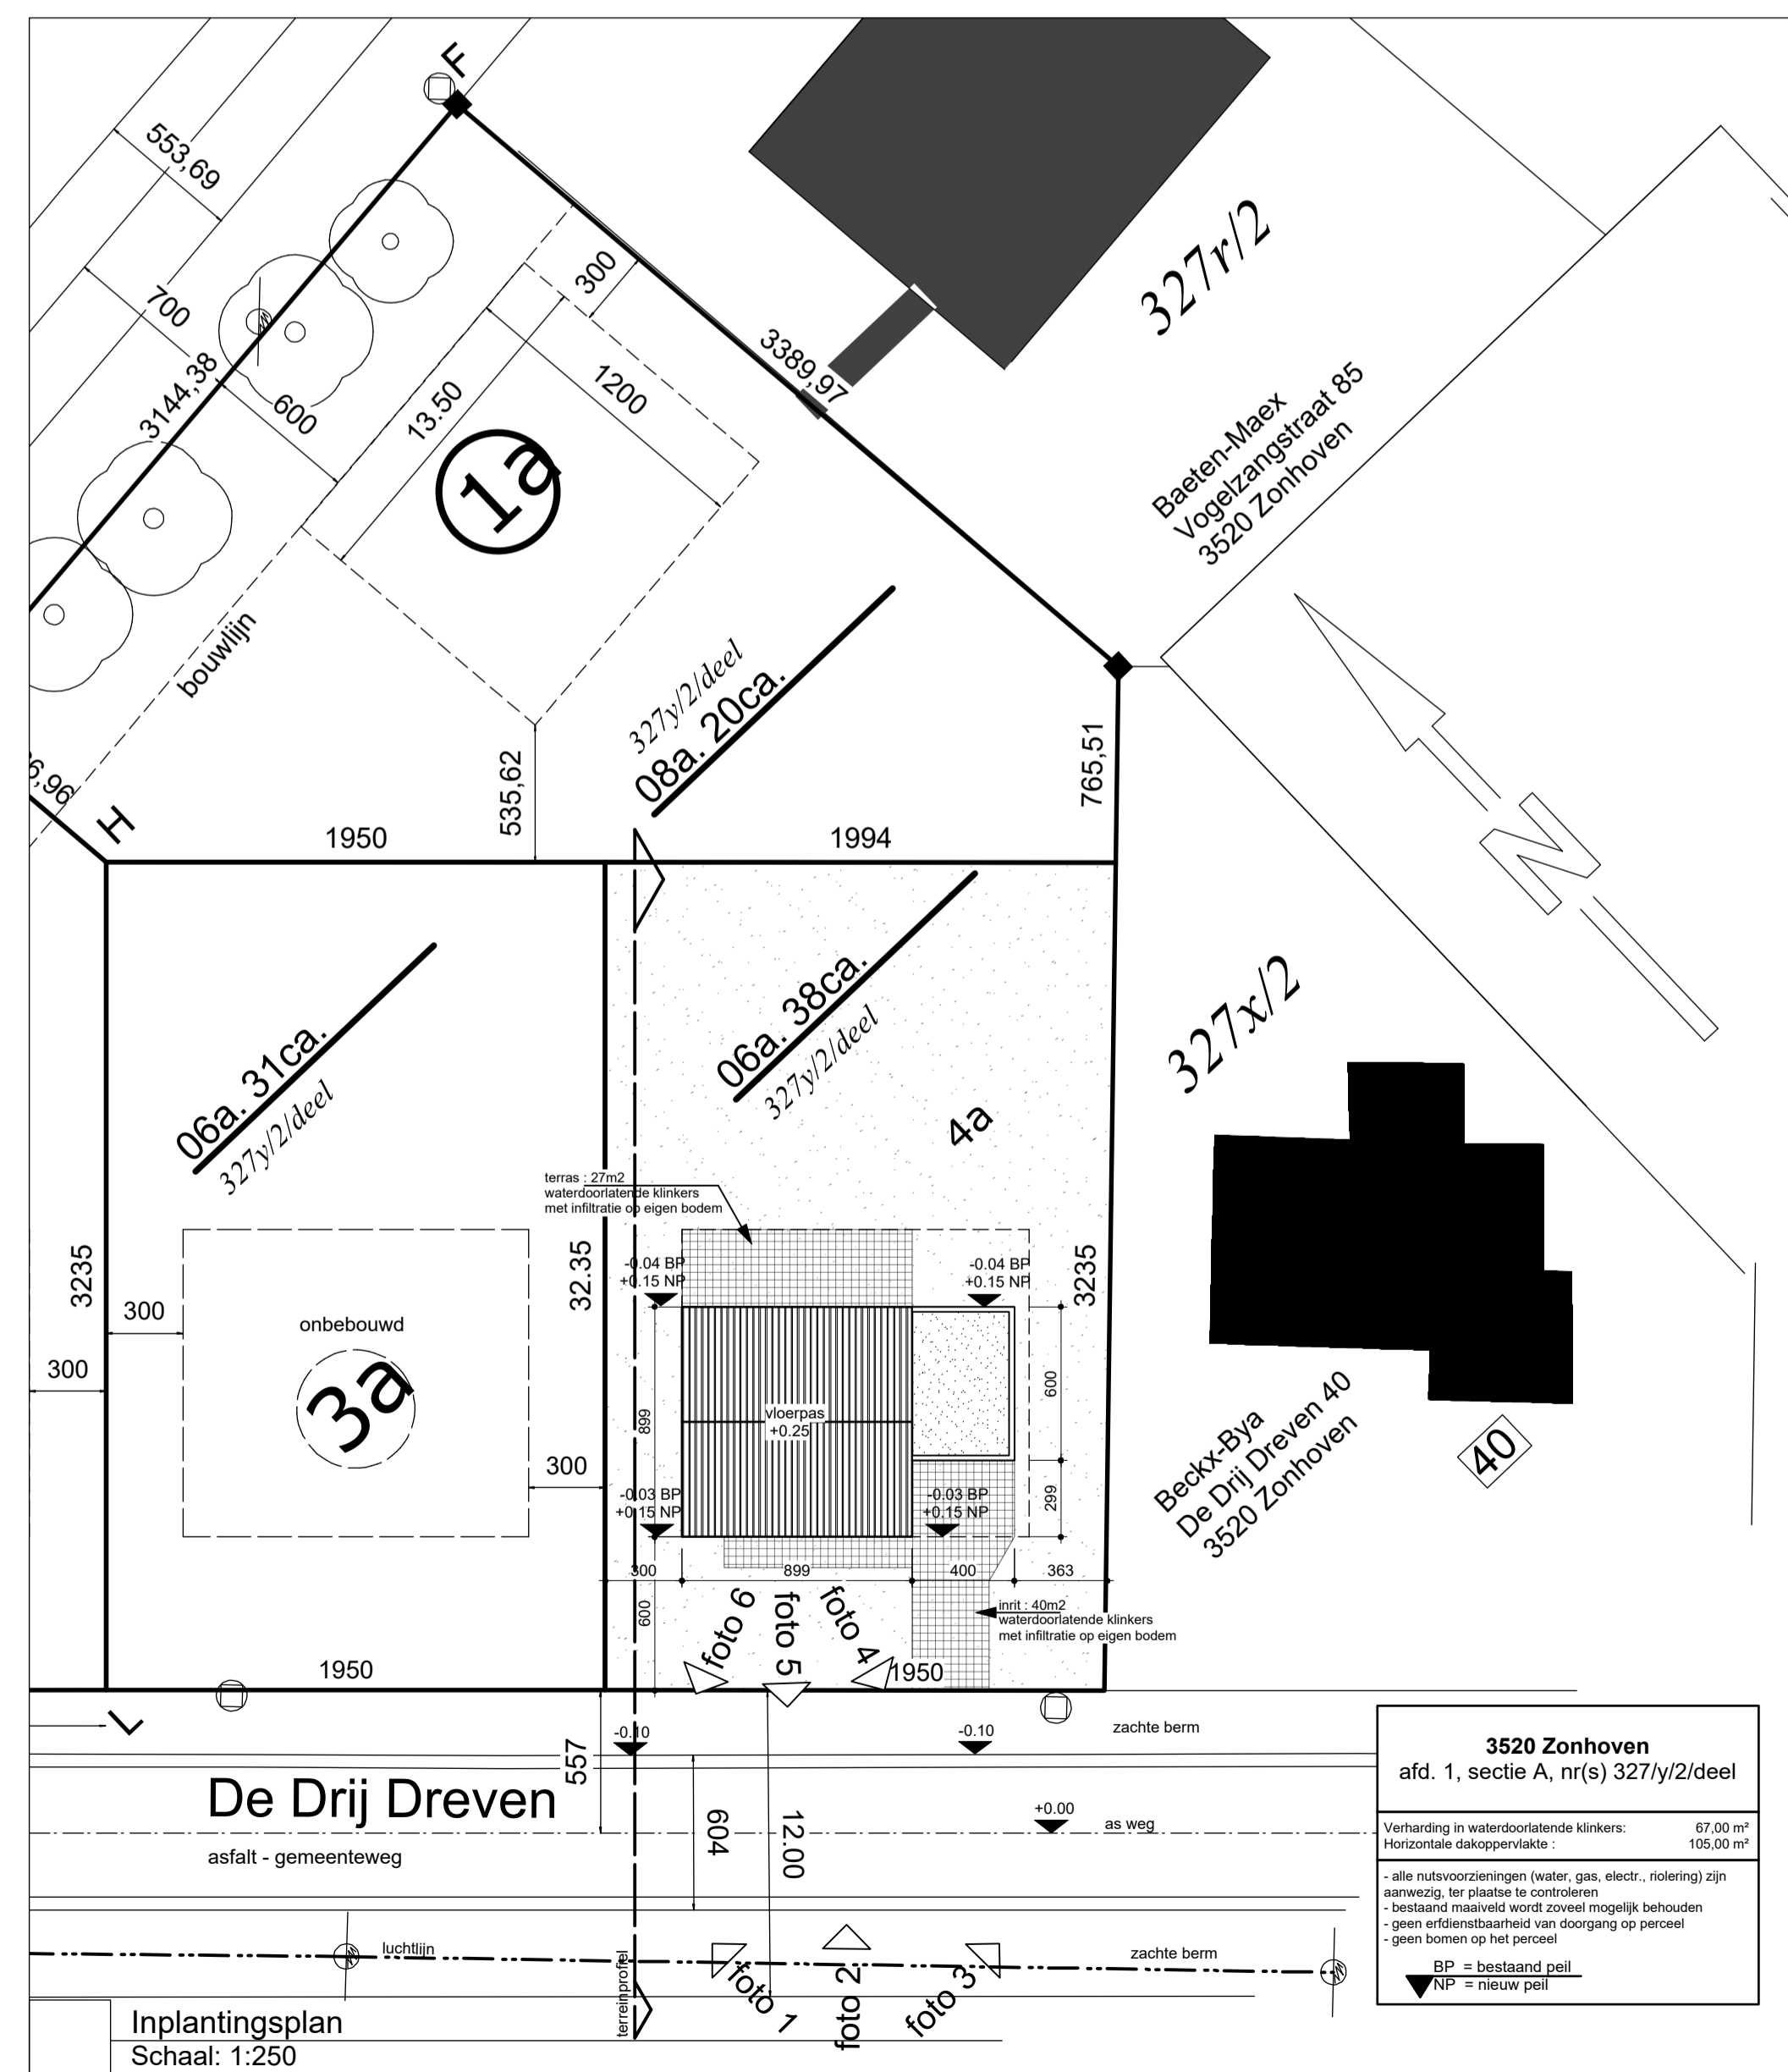 F
553,69
700
3144,38
600
300
13.50
1200
3389,97
1a
327r/2
Baeten-Maex
Vogelzangstraat 85
3520 Zonhoven
bouwlijn
327y/2/deel
08a. 20ca.
535,62
765,51
6,96
H
1950
1994
N
06a. 31ca.
327y/2/deel
06a. 38ca.
327y/2/deel
4a
327x/2
terras : 27m2
waterdoorlatende klinkers
met infiltratie op eigen bodem
3235
32.35
3235
-0.04 BP
+0.15 NP
-0.04 BP
+0.15 NP
300
300
onbebouwd
3a
300
899
vloerpas
+0.25
600
299
-0.03 BP
+0.15 NP
-0.03 BP
+0.15 NP
300
899
400
363
600
Beckx-Bya
De Drij Dreven 40
3520 Zonhoven
40
foto 6
foto 5
foto 4
inrit : 40m2
waterdoorlatende klinkers
met infiltratie op eigen bodem
1950
1950
L
-0.10
-0.10
zachte berm
557
De Drij Dreven
604
12.00
+0.00
as weg
asfalt - gemeenteweg
luchtlijn
zachte berm
terreinprofiel
foto 1
foto 2
foto 3
3520 Zonhoven
afd. 1, sectie A, nr(s) 327/y/2/deel
Verharding in waterdoorlatende klinkers: 67,00 m²
Horizontale dakoppervlakte : 105,00 m²
- alle nutsvoorzieningen (water, gas, electr., riolering) zijn
aanwezig, ter plaatse te controleren
- bestaand maaiveld wordt zoveel mogelijk behouden
- geen erfdienstbaarheid van doorgang op perceel
- geen bomen op het perceel
BP = bestaand peil
NP = nieuw peil
Inplantingsplan
Schaal: 1:250